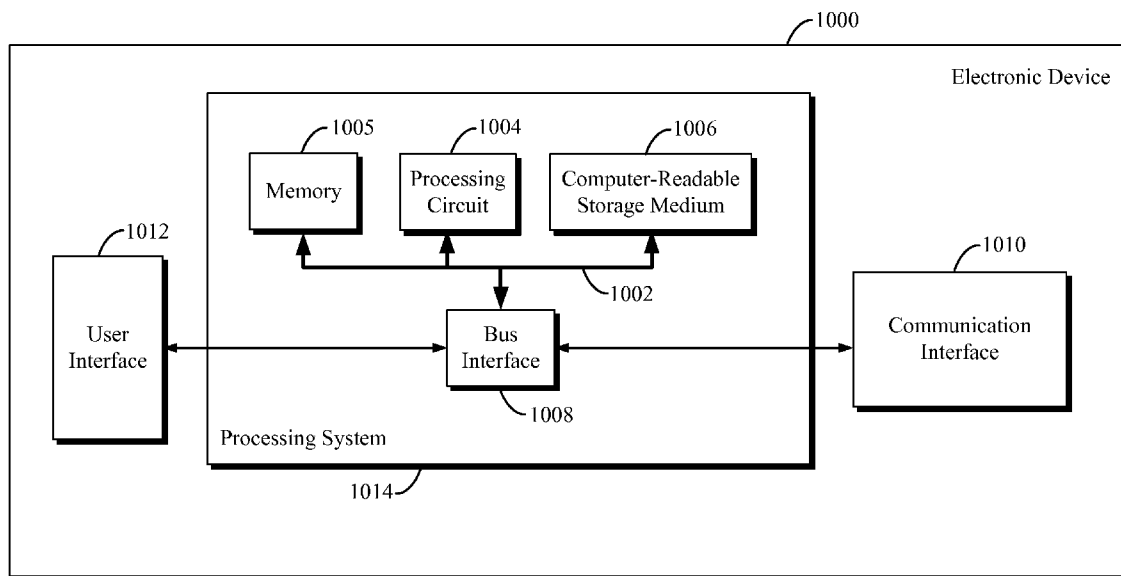 1000
Electronic Device
1005
1004
1006
Memory
Processing
Circuit
Computer-Readable
Storage Medium
1012
1002
1010
User
Interface
Bus
Interface
Communication
Interface
1008
Processing System
1014